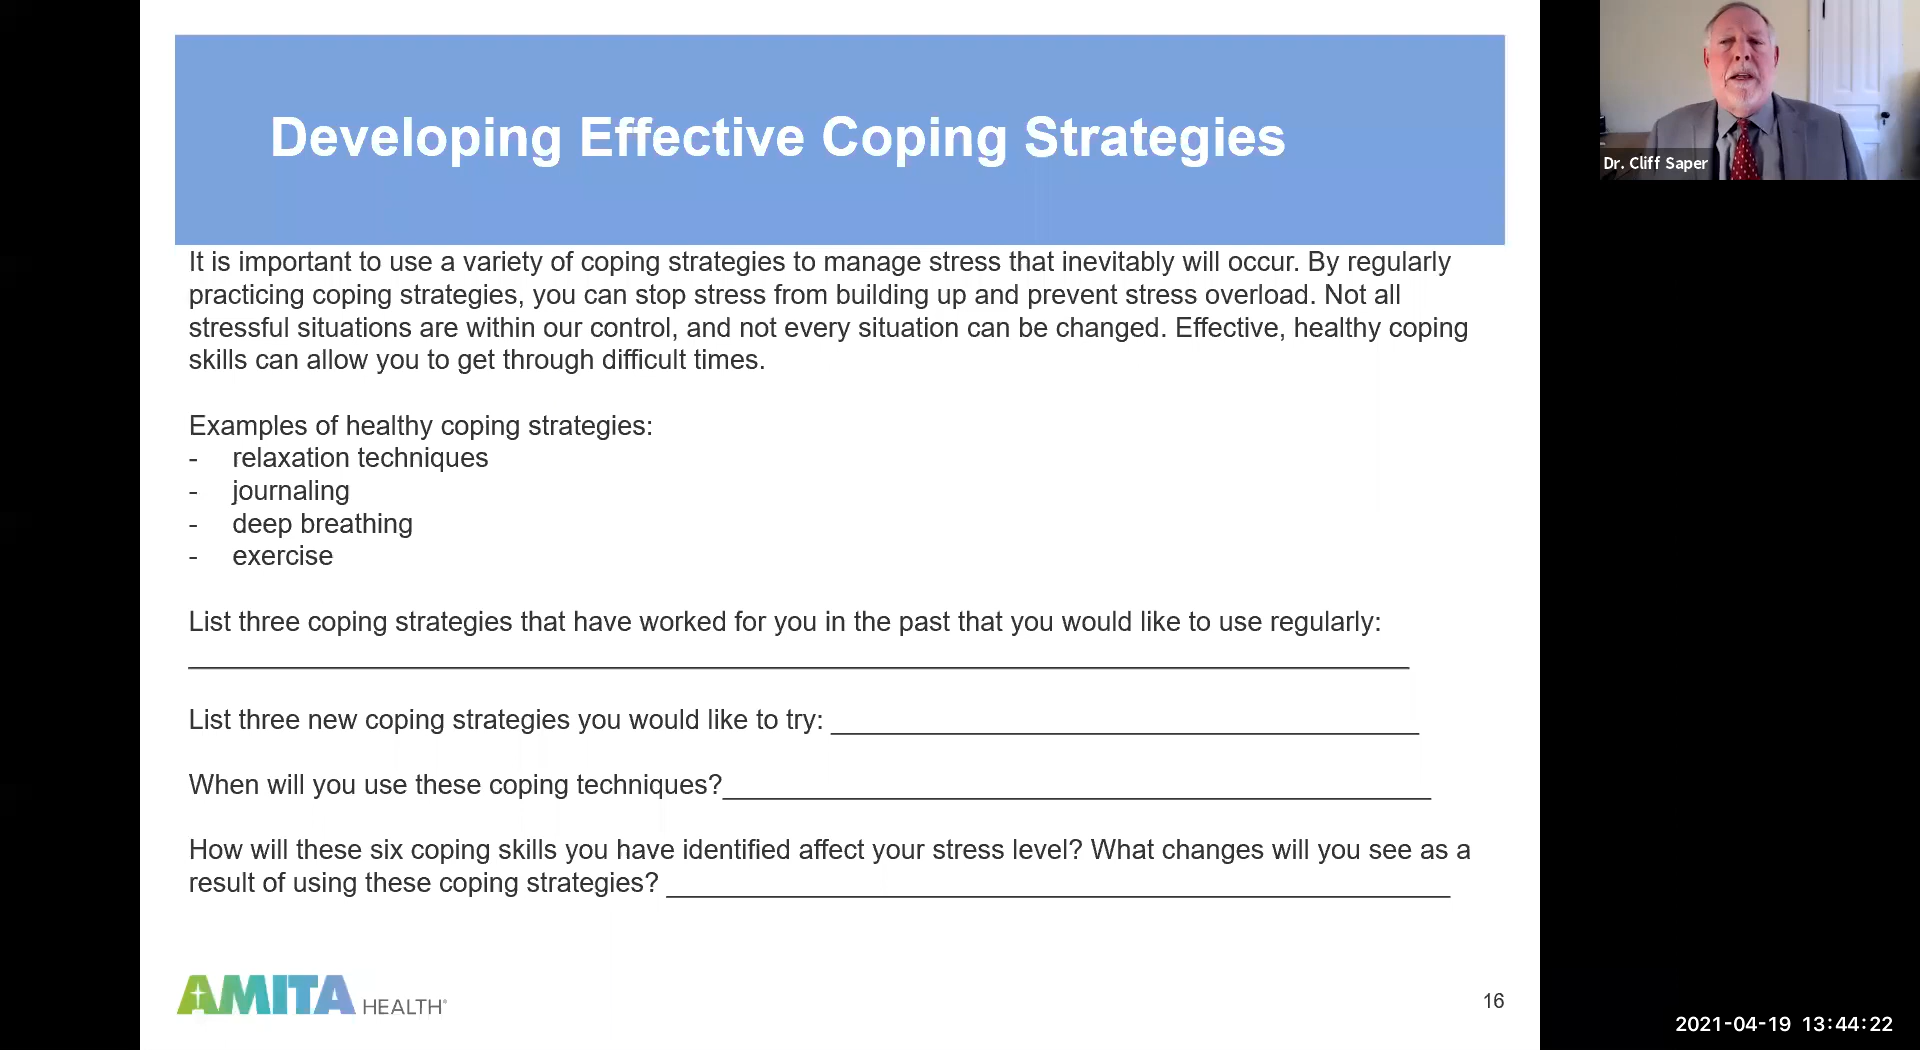 Developing Effective Coping Strategies
Dr. Cliff Saper
It is important to use a variety of coping strategies to manage stress that inevitably will occur. By regularly
practicing coping strategies, you can stop stress from building up and prevent stress overload. Not all
stressful situations are within our control, and not every situation can be changed. Effective, healthy coping
skills can allow you to get through difficult times.
Examples of healthy coping strategies:
- relaxation techniques
- journaling
- deep breathing
- exercise
List three coping strategies that have worked for you in the past that you would like to use regularly:
List three new coping strategies you would like to try:
When will you use these coping techniques?
How will these six coping skills you have identified affect your stress level? What changes will you see as a
result of using these coping strategies?
AMITA HEALTH®
16
2021-04-19 13:44:22